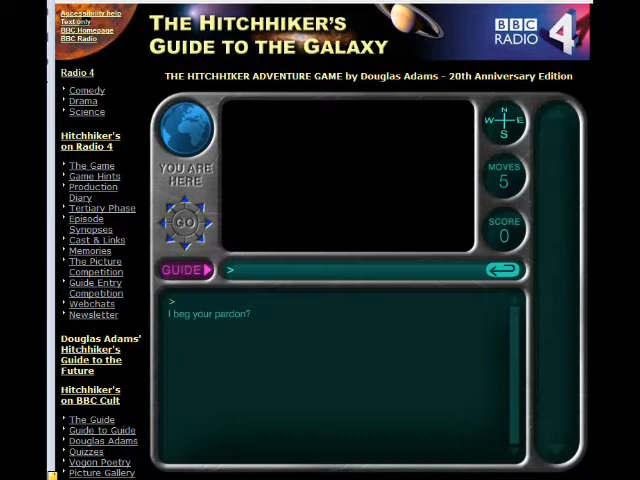 Accessibility help
Text only
BBC Homepage
BBC Radio
THE HITCHHIKER'S
GUIDE TO THE GALAXY
BBC
RADIO
4
Radio 4
Comedy
Drama
Science
Hitchhiker's
on Radio 4
The Game
Game Hints
Production
Diary
Tertiary Phase
Episode
Synopses
Cast & Links
Memories
The Picture
Competition
Guide Entry
Competition
Webchats
Newsletter
Douglas Adams'
Hitchhiker's
Guide to the
Future
Hitchhiker's
on BBC Cult
The Guide
Guide to Guide
Douglas Adams
Quizzes
Vogon Poetry
Picture Gallery
THE HITCHHIKER ADVENTURE GAME by Douglas Adams - 20th Anniversary Edition
YOU ARE
HERE
GO
N
W E
S
MOVES
5
SCORE
0
GUIDE
>
>
I beg your pardon?